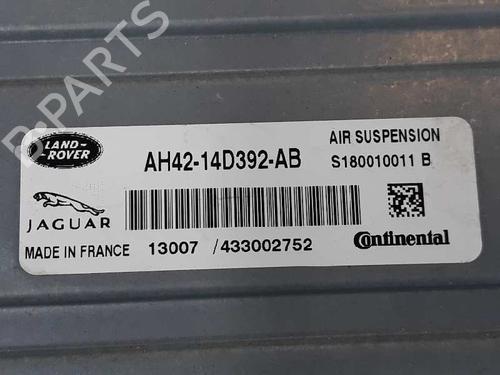 B-PARTS
LAND-
ROVER
AH42-14D392-AB
AIR SUSPENSION
S180010011 B
JAGUAR
MADE IN FRANCE 13007 / 433002752
Continental